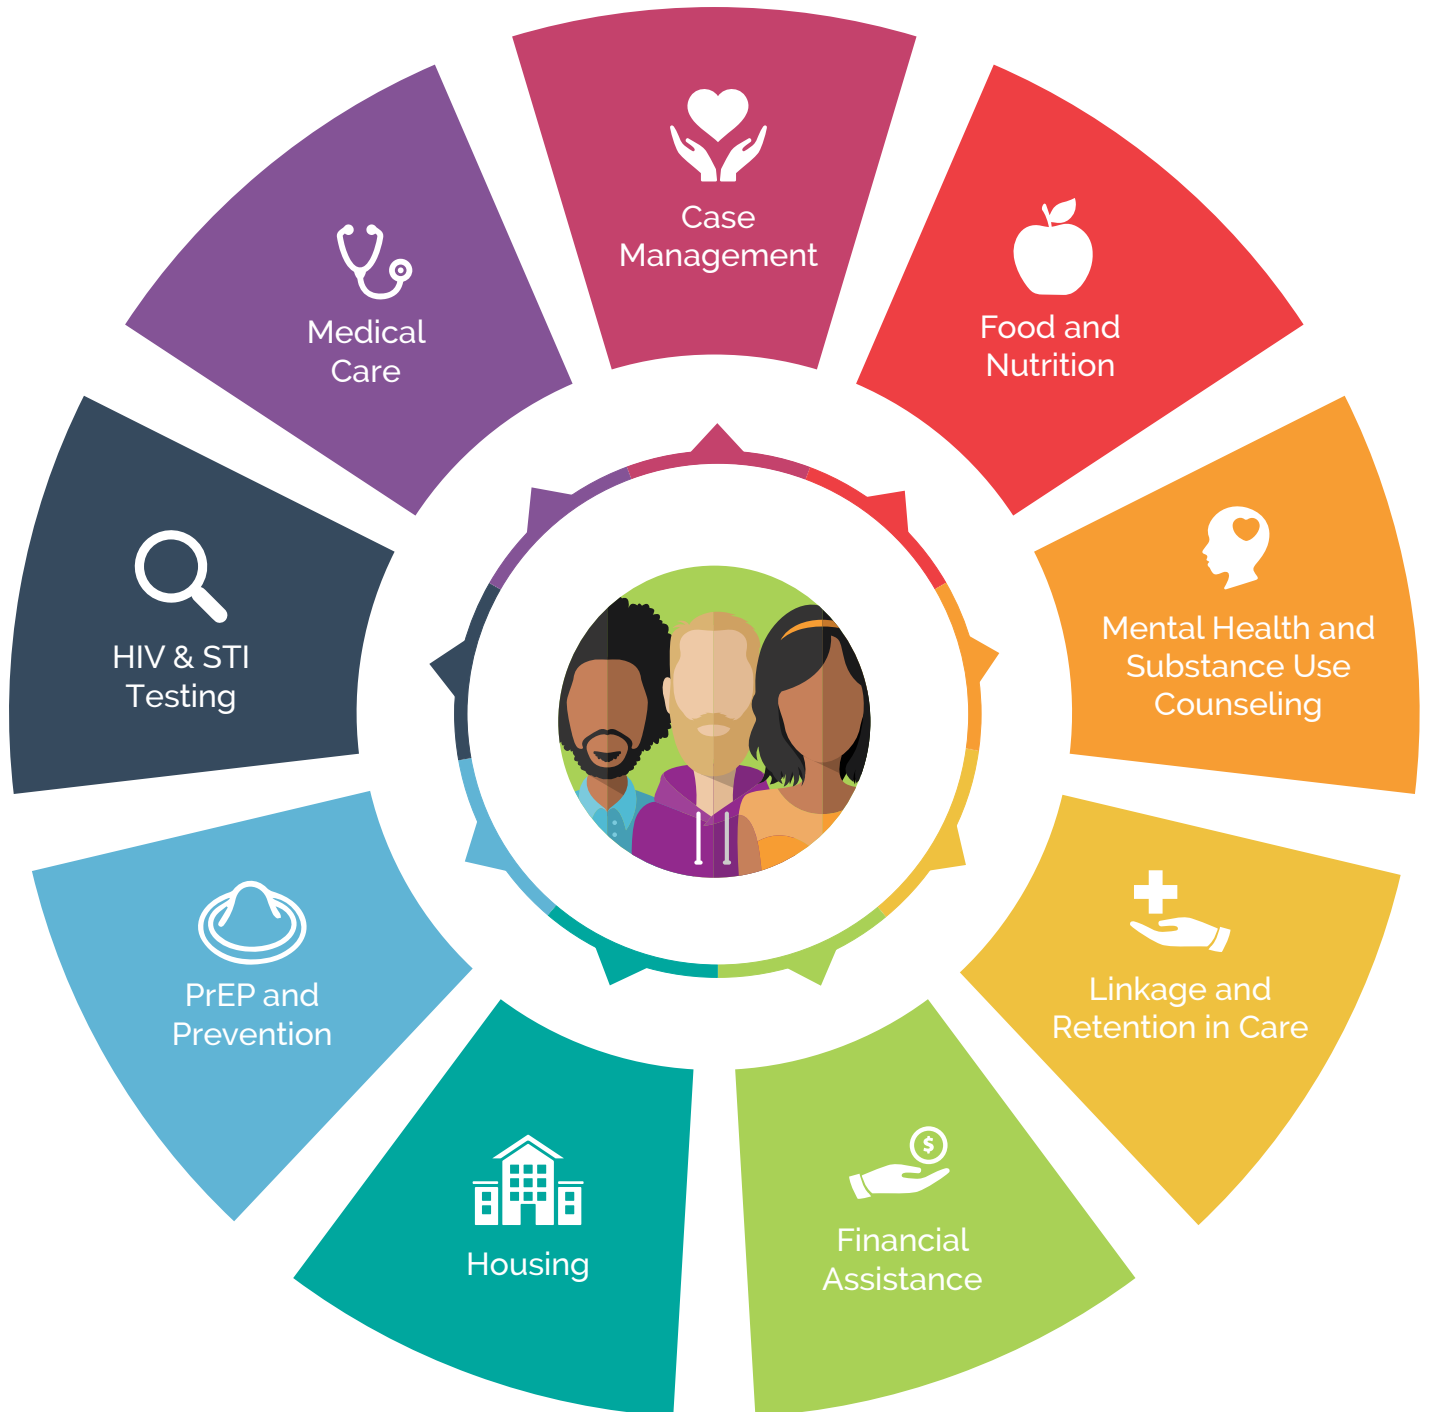 Case
Management
Food and
Nutrition
Mental Health and
Substance Use
Counseling
Linkage and
Retention in Care
$
Financial
Assistance
Housing
PrEP and
Prevention
HIV & STI
Testing
Medical
Care